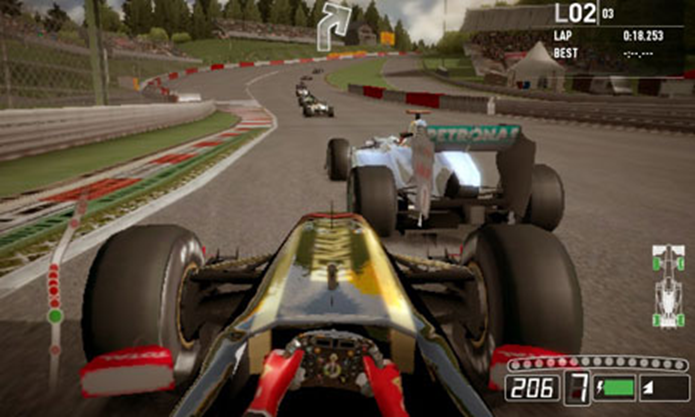 L02 03
LAP 0:18.253
BEST -:--.---
PETRONAS
206 7